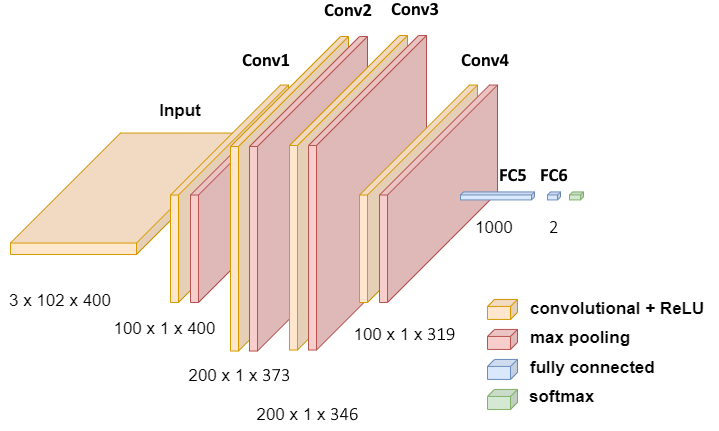 Input
Conv1
Conv2
Conv3
Conv4
FC5
FC6
3 x 102 x 400
100 x 1 x 400
200 x 1 x 373
200 x 1 x 346
100 x 1 x 319
1000
2
convolutional + ReLU
max pooling
fully connected
softmax